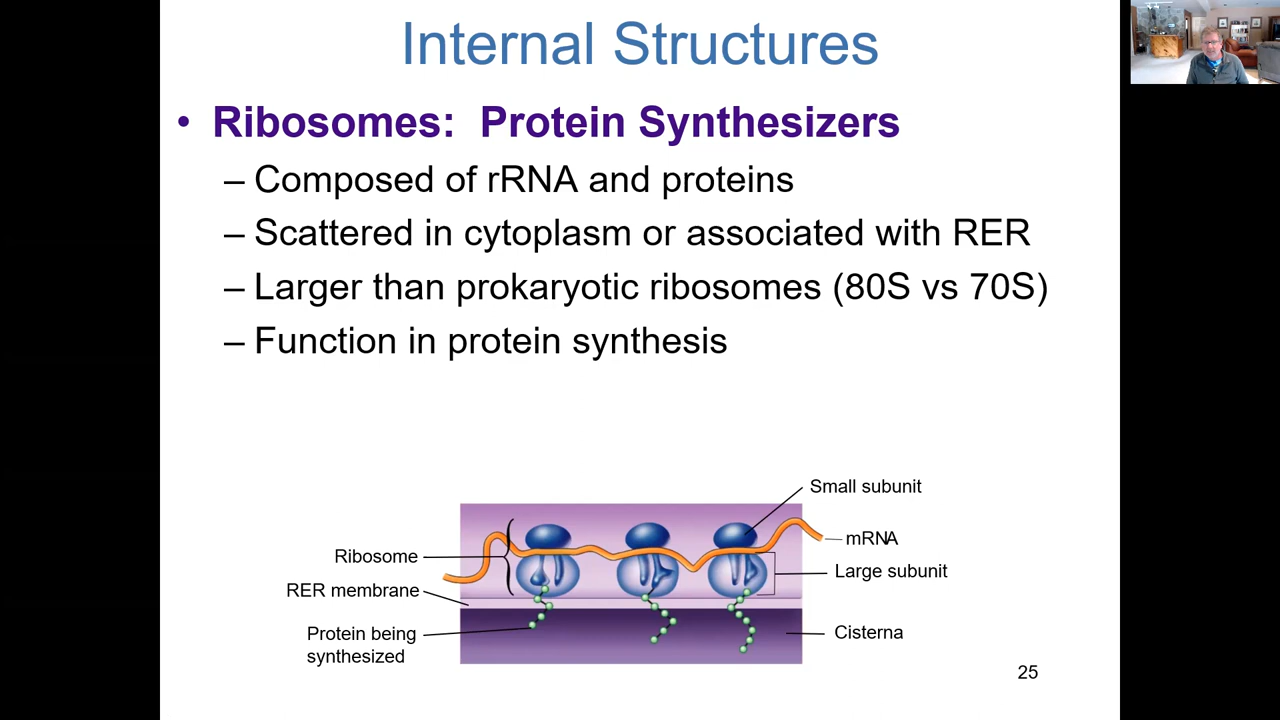 Internal Structures
• Ribosomes: Protein Synthesizers
– Composed of rRNA and proteins
– Scattered in cytoplasm or associated with RER
– Larger than prokaryotic ribosomes (80S vs 70S)
– Function in protein synthesis
Small subunit
mRNA
Ribosome
Large subunit
RER membrane
Protein being
synthesized
Cisterna
25